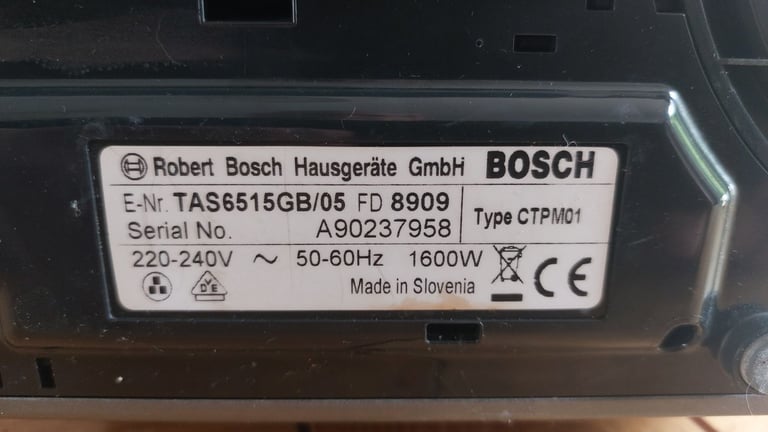 Robert Bosch Hausgeräte GmbH BOSCH
E-Nr. TAS6515GB/05 FD 8909
Serial No. A90237958
Type CTPM01
220-240V ~ 50-60Hz 1600W
Made in Slovenia
DVE CE